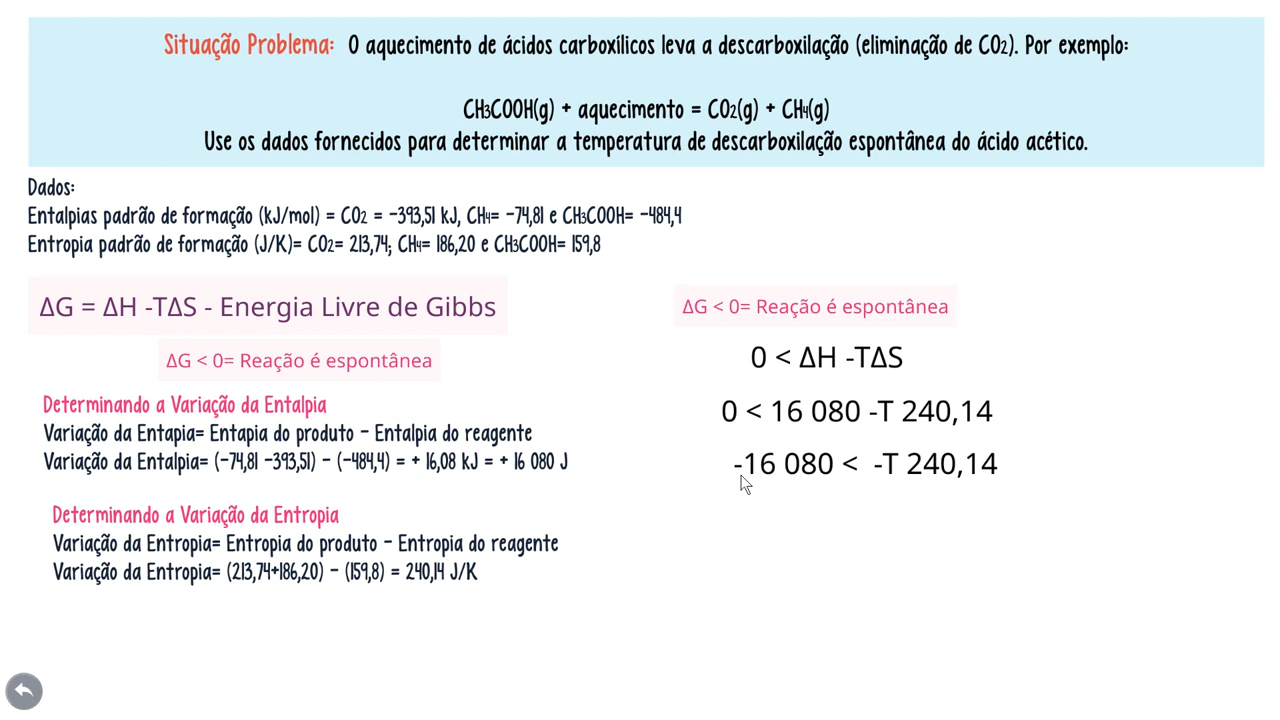 Situação Problema: O aquecimento de ácidos carboxílicos leva a descarboxilação (eliminação de CO2). Por exemplo:
CH3COOH(g) + aquecimento = CO2(g) + CH4(g)
Use os dados fornecidos para determinar a temperatura de descarboxilação espontânea do ácido acético.
Dados:
Entalpias padrão de formação (kJ/mol) = CO2 = -393,51 kJ, CH4= -74,81 e CH3COOH= -484,4
Entropia padrão de formação (J/K)= CO2= 213,74; CH4= 186,20 e CH3COOH= 159,8
ΔG = ΔH -TΔS - Energia Livre de Gibbs
ΔG < 0= Reação é espontânea
Determinando a Variação da Entalpia
Variação da Entapia= Entapia do produto - Entalpia do reagente
Variação da Entalpia= (-74,81 -393,51) - (-484,4) = + 16,08 kJ = + 16 080 J
Determinando a Variação da Entropia
Variação da Entropia= Entropia do produto - Entropia do reagente
Variação da Entropia= (213,74+186,20) - (159,8) = 240,14 J/K
ΔG < 0= Reação é espontânea
0 < ΔH -TΔS
0 < 16 080 -T 240,14
-16 080 < -T 240,14